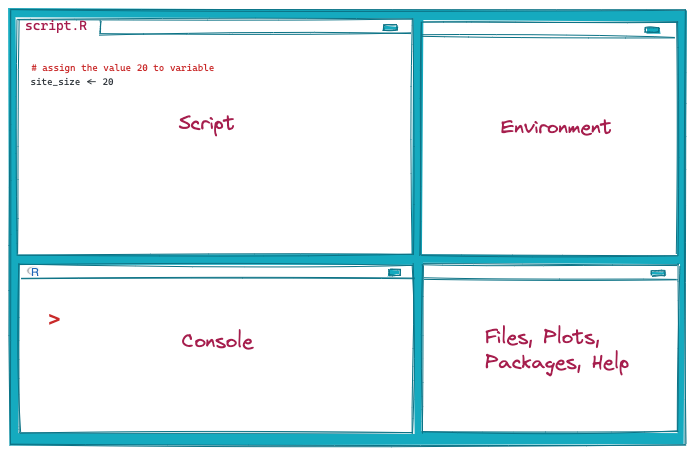 script.R
# assign the value 20 to variable
site_size <- 20
Script
Environment
R
>
Console
Files, Plots,
Packages, Help